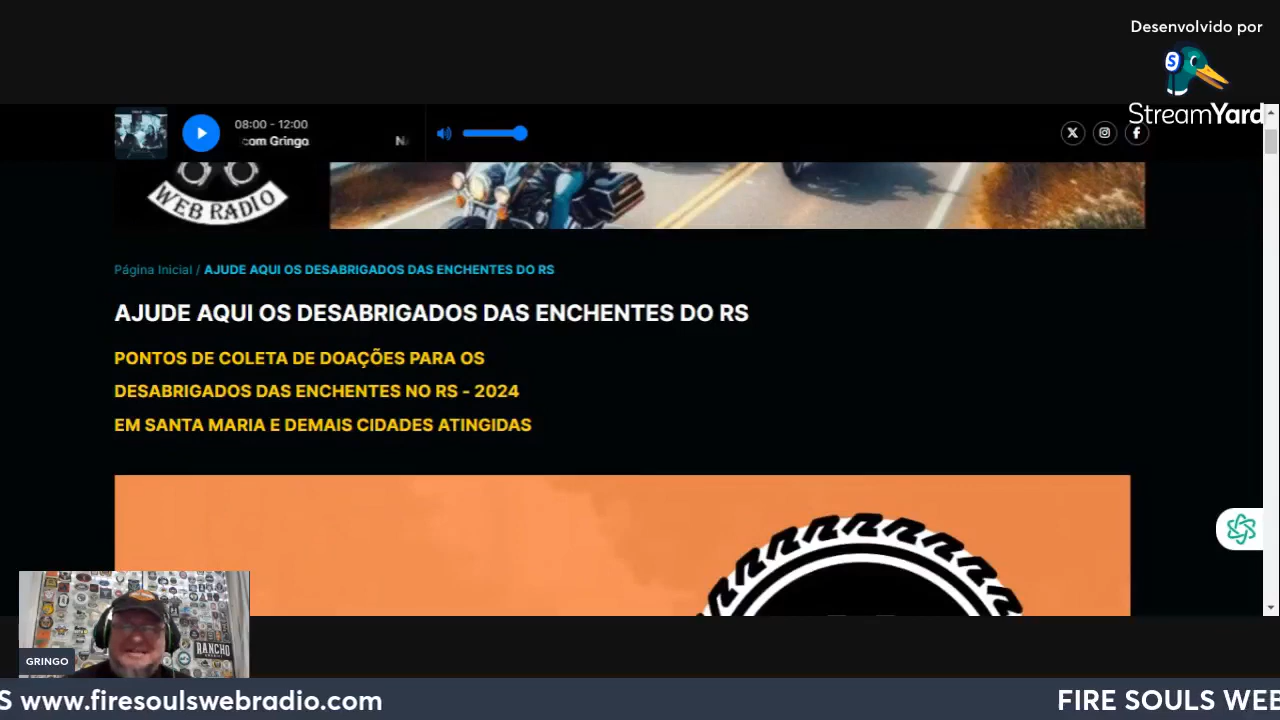 Desenvolvido por
StreamYard
08:00 - 12:00
com Gringo
WEB RADIO
Página Inicial / AJUDE AQUI OS DESABRIGADOS DAS ENCHENTES DO RS
AJUDE AQUI OS DESABRIGADOS DAS ENCHENTES DO RS
PONTOS DE COLETA DE DOAÇÕES PARA OS
DESABRIGADOS DAS ENCHENTES NO RS - 2024
EM SANTA MARIA E DEMAIS CIDADES ATINGIDAS
RANCHO
GRINGO
S www.firesoulswebradio.com
FIRE SOULS WEB